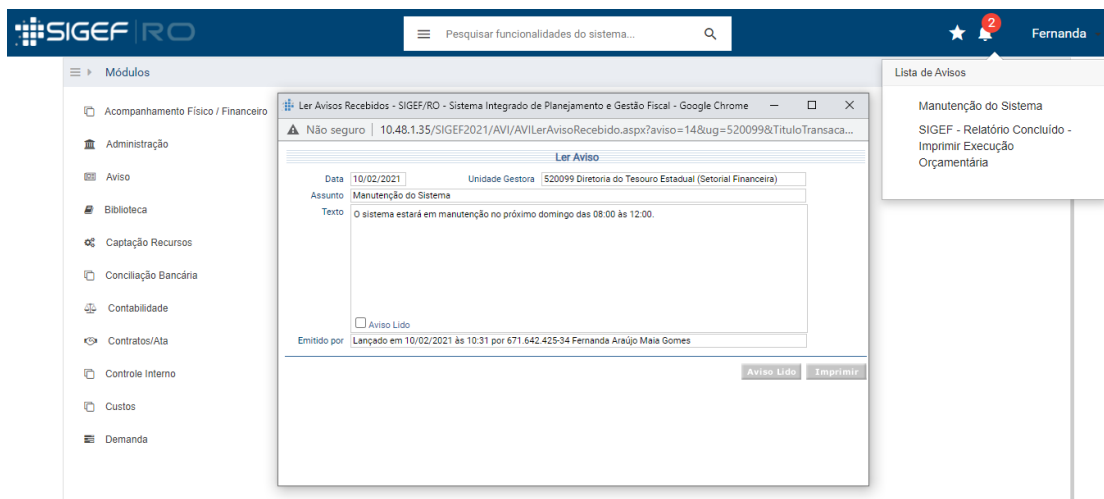 SIGEF RO
Pesquisar funcionalidades do sistema...
2
Fernanda
Módulos
Lista de Avisos
Manutenção do Sistema
SIGEF - Relatório Concluído -
Imprimir Execução
Orçamentária
Acompanhamento Físico / Financeiro
Administração
Aviso
Biblioteca
Captação Recursos
Conciliação Bancária
Contabilidade
Contratos/Ata
Controle Interno
Custos
Demanda
Ler Avisos Recebidos - SIGEF/RO - Sistema Integrado de Planejamento e Gestão Fiscal - Google Chrome
Não seguro | 10.48.1.35/SIGEF2021/AVI/AVILerAvisoRecebido.aspx?aviso=14&ug=520099&TituloTransaca...
Ler Aviso
Data 10/02/2021 Unidade Gestora 520099 Diretoria do Tesouro Estadual (Setorial Financeira)
Assunto Manutenção do Sistema
Texto O sistema estará em manutenção no próximo domingo das 08:00 às 12:00.
Aviso Lido
Emitido por Lançado em 10/02/2021 às 10:31 por 671.642.425-34 Fernanda Araújo Maia Gomes
Aviso Lido Imprimir